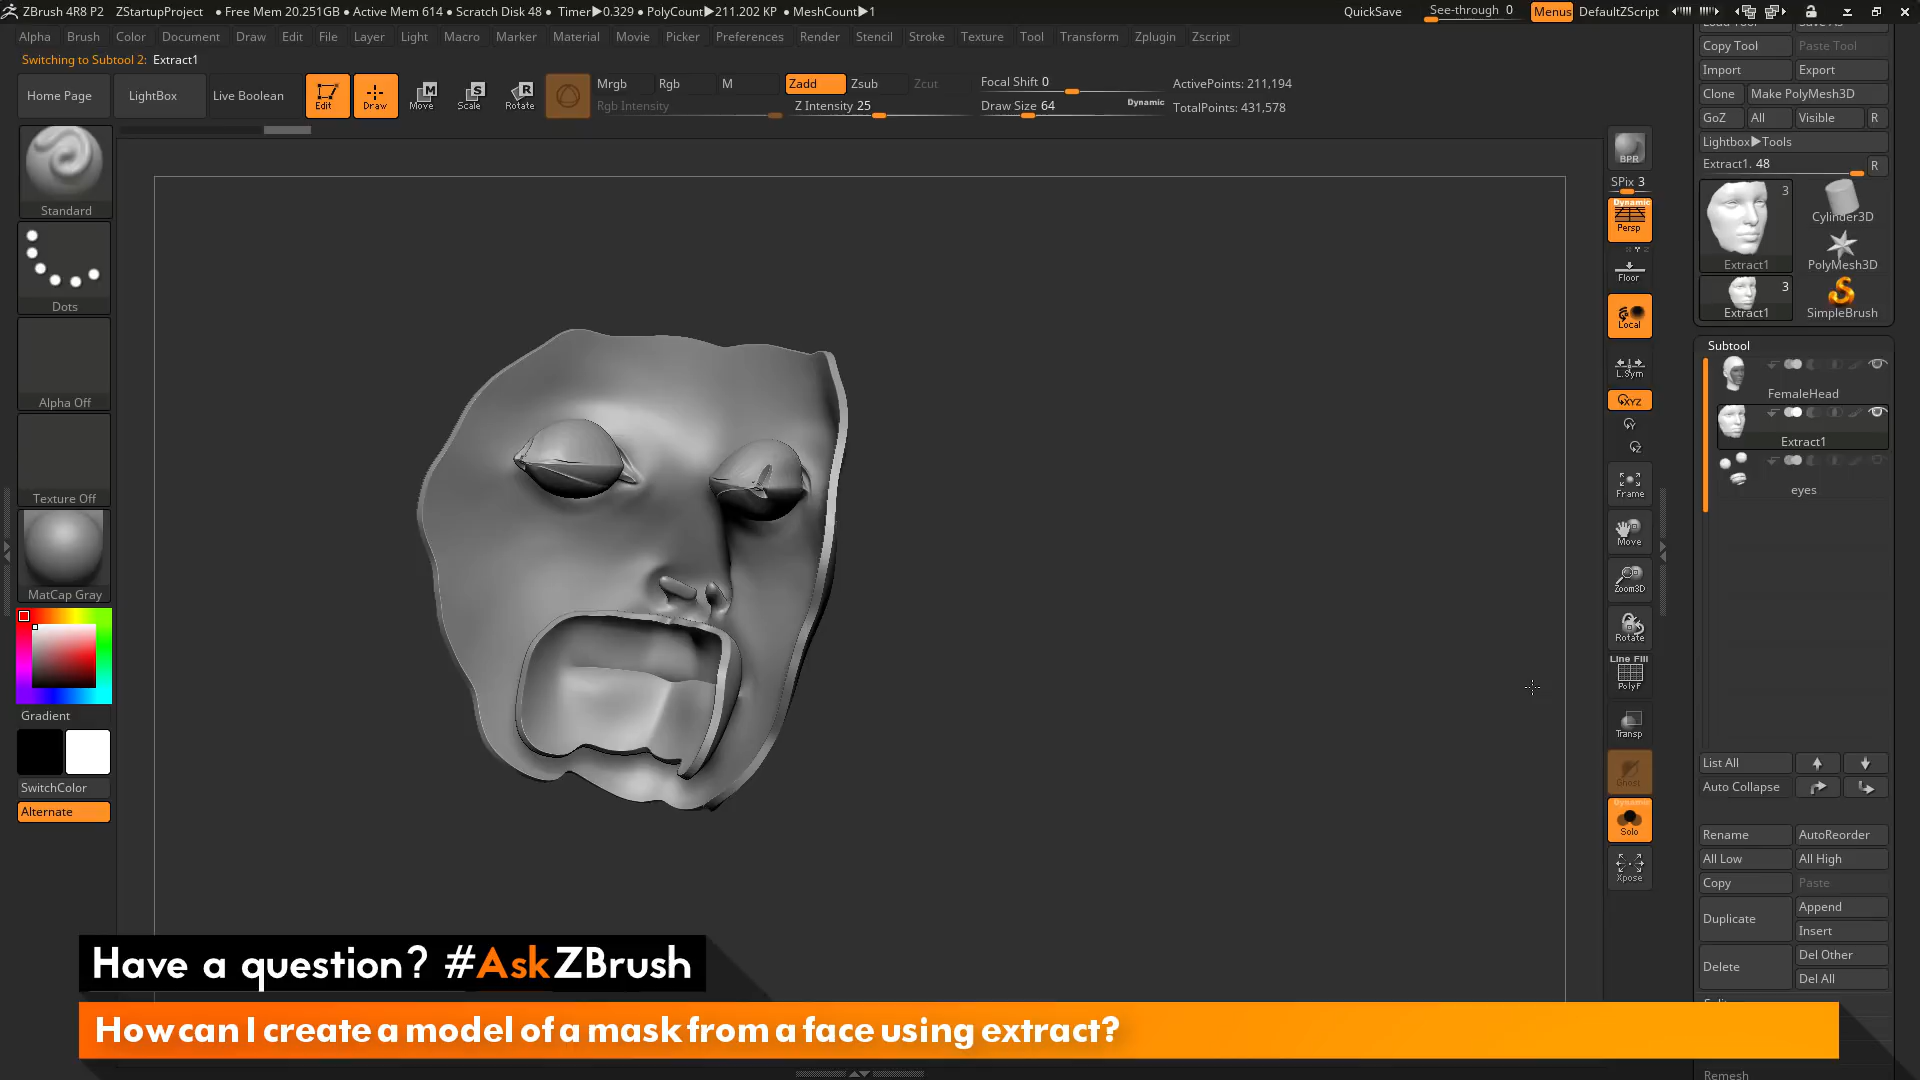 ZBrush 4R8 P2 ZStartupProject • Free Mem 20.251GB • Active Mem 614 • Scratch Disk 48 • Timer▶0.329 • PolyCount▶211.202 KP • MeshCount▶1 QuickSave See-through 0 Menus DefaultZScript
Alpha Brush Color Document Draw Edit File Layer Light Macro Marker Material Movie Picker Preferences Render Stencil Stroke Texture Tool Transform Zplugin Zscript
Switching to Subtool 2: Extract1
Home Page LightBox Live Boolean Edit Draw Move Scale Rotate
Mrgb Rgb M Zadd Zsub Zcut Focal Shift 0 ActivePoints: 211,194
Rgb Intensity Z Intensity 25 Draw Size 64 Dynamic TotalPoints: 431,578
Standard
Dots
Alpha Off
Texture Off
MatCap Gray
Gradient
SwitchColor
Alternate
BPR
SPix 3
Dynamic
Persp
Floor
Local
L.Sym
XYZ
Y
Z
Frame
Move
Zoom3D
Rotate
Line Fill
PolyF
Transp
Ghost
Dynamic
Solo
Xpose
Load Tool Save As
Copy Tool Paste Tool
Import Export
Clone Make PolyMesh3D
GoZ All Visible R
Lightbox▶Tools
Extract1. 48 R
3
Extract1 Cylinder3D
PolyMesh3D
3
Extract1 SimpleBrush
Subtool
FemaleHead
Extract1
eyes
List All
Auto Collapse
Rename AutoReorder
All Low All High
Copy Paste
Duplicate Append
Insert
Delete Del Other
Del All
Remesh
Have a question? #AskZBrush
How can I create a model of a mask from a face using extract?